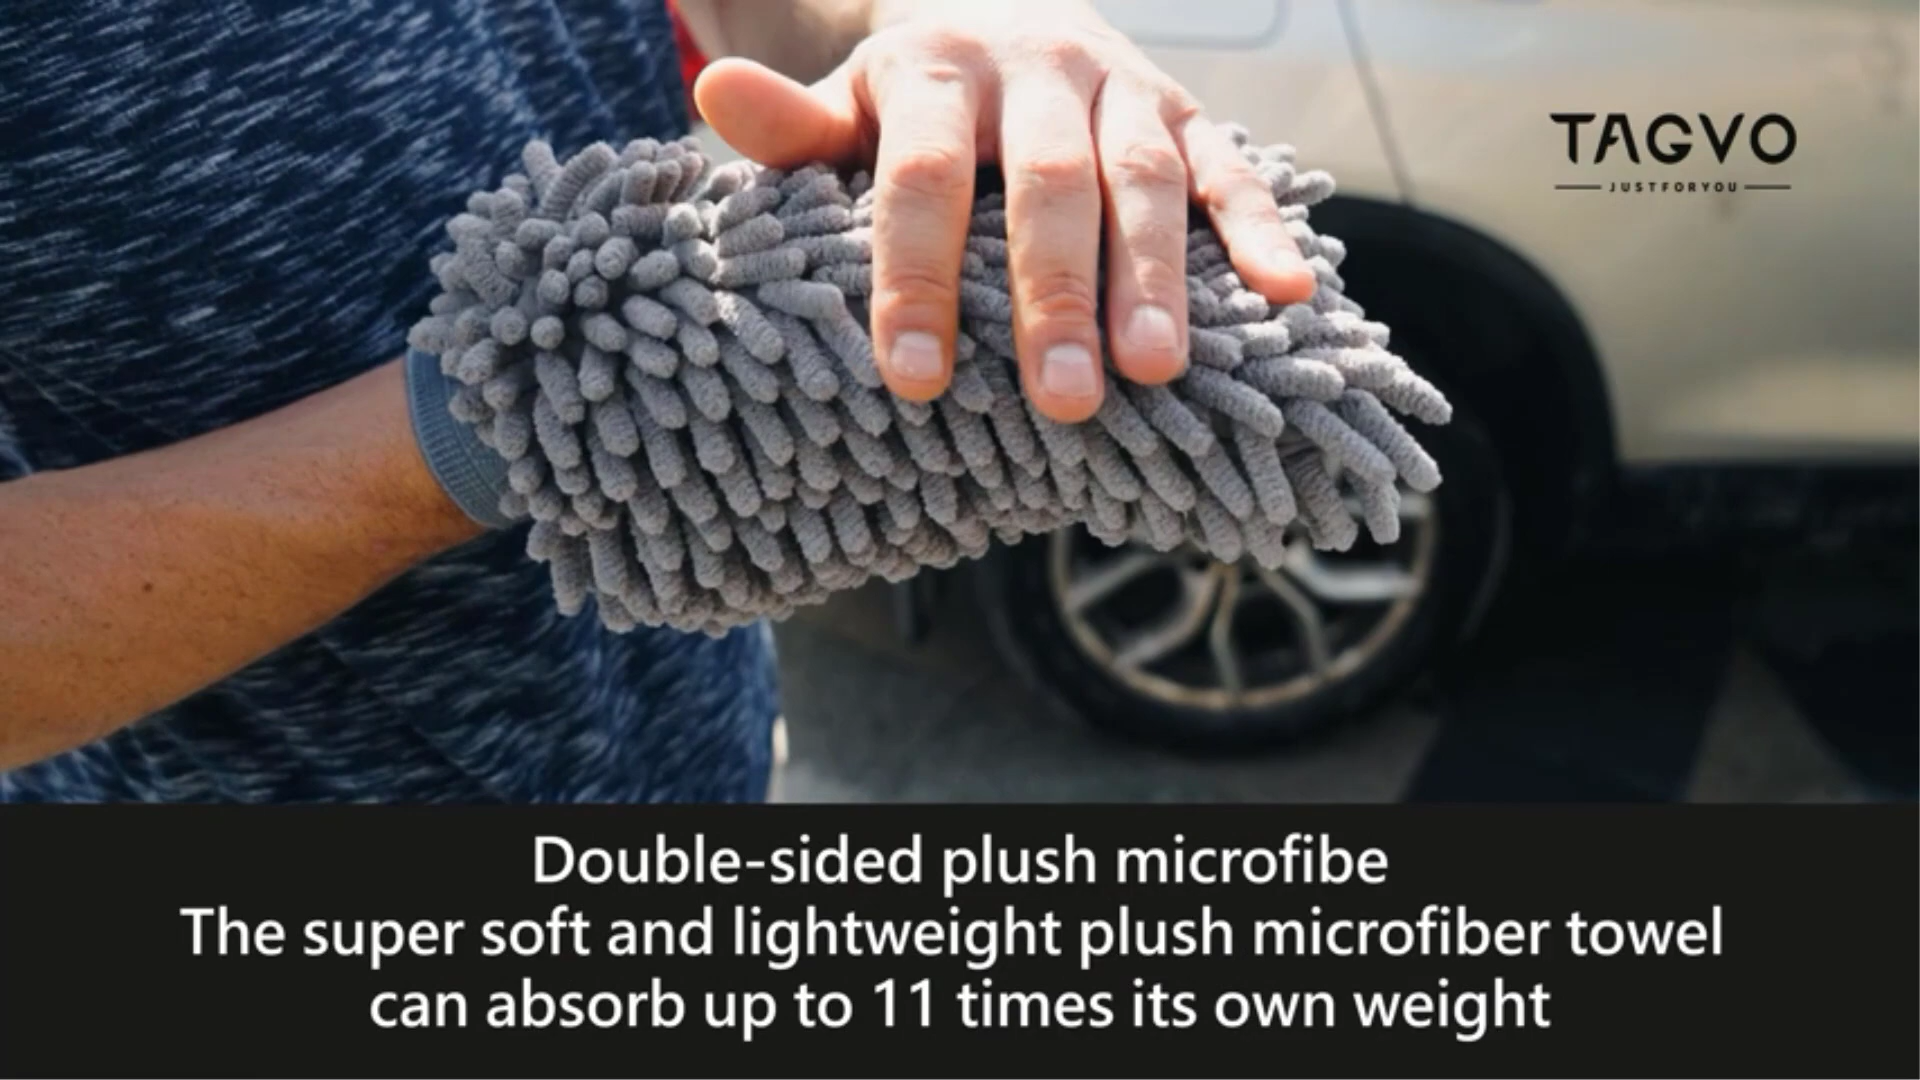 TAGVO
JUSTFORYOU
Double-sided plush microfibe
The super soft and lightweight plush microfiber towel
can absorb up to 11 times its own weight